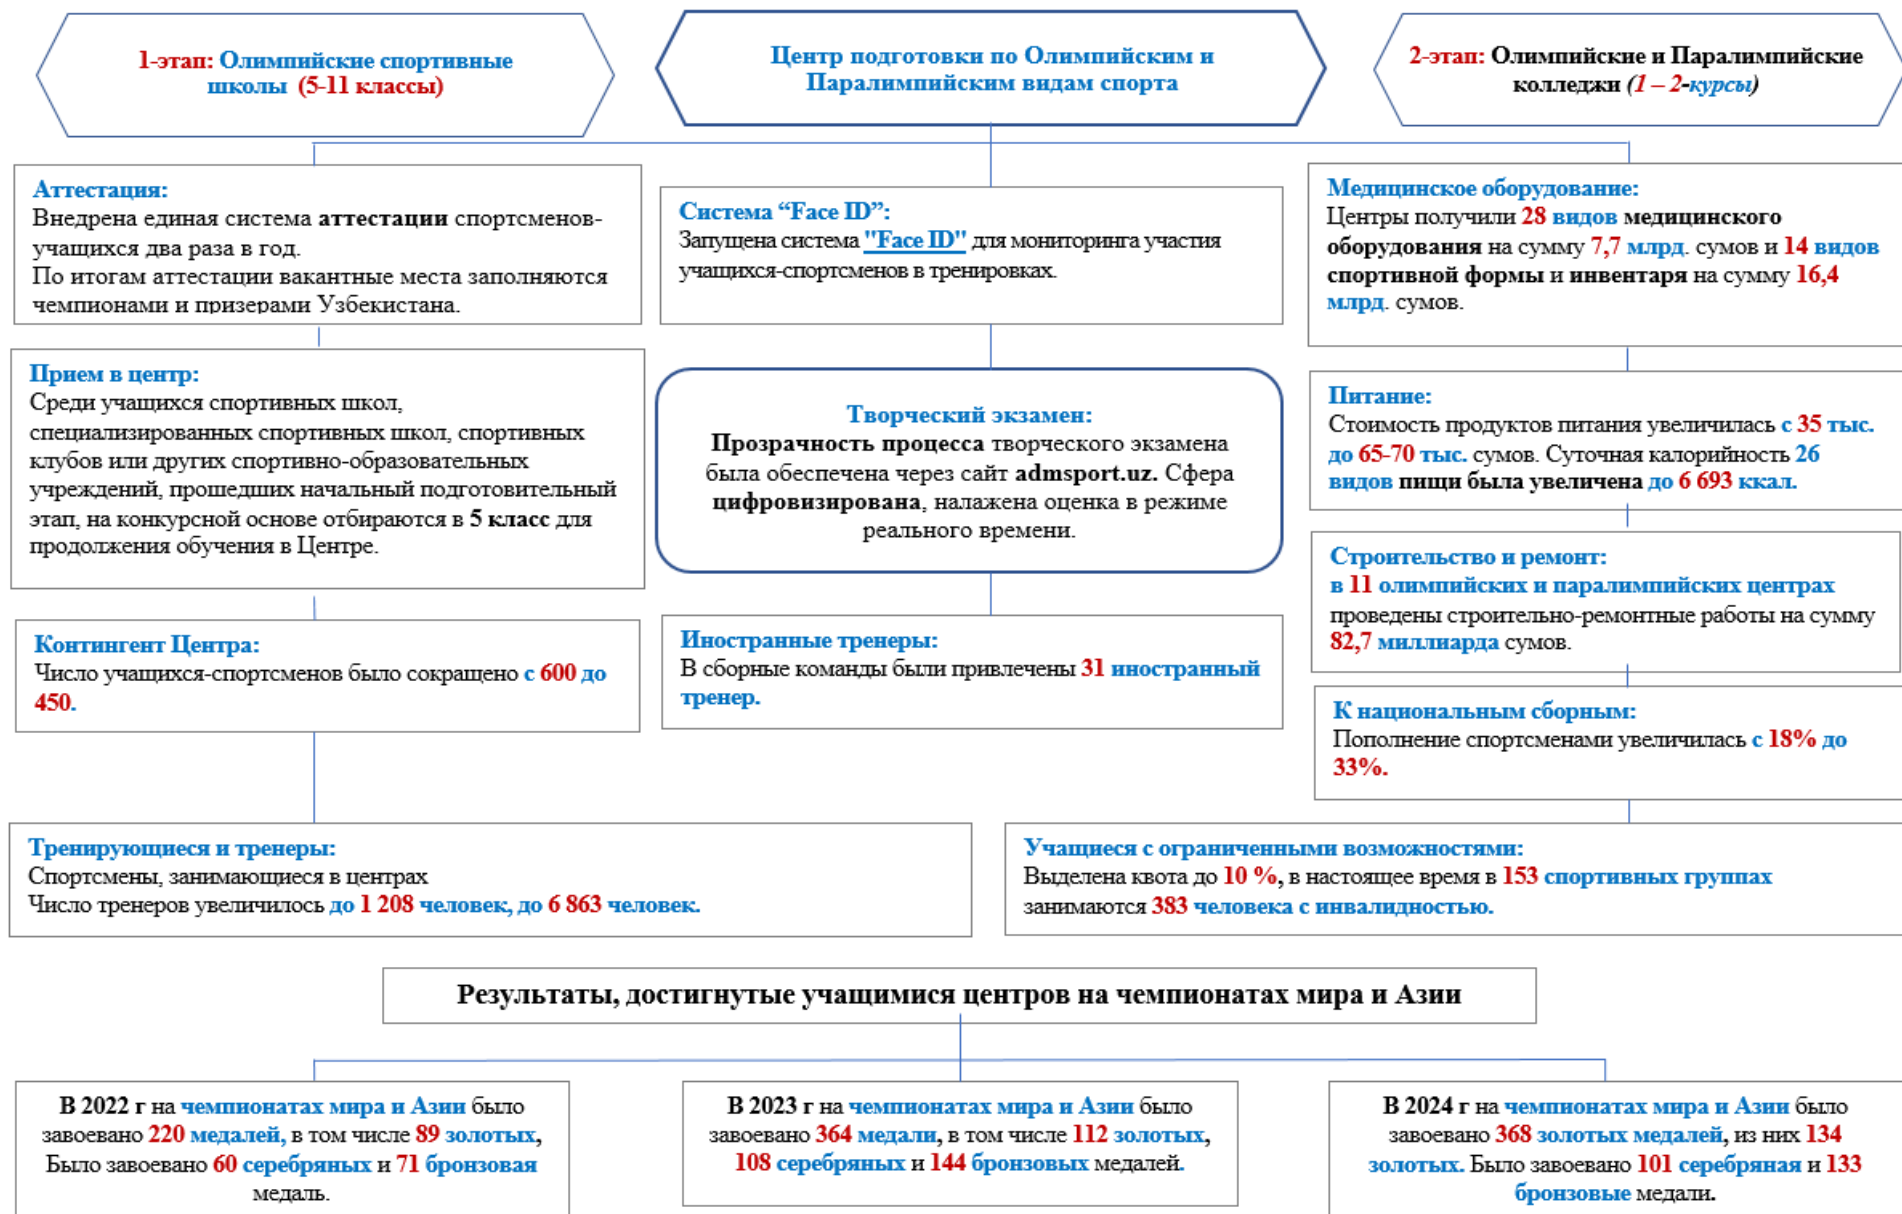 1-этап: Олимпийские спортивные
школы (5-11 классы)
Центр подготовки по Олимпийским и
Паралимпийским видам спорта
2-этап: Олимпийские и Паралимпийские
колледжи (1 – 2-курсы)
Аттестация:
Внедрена единая система аттестации спортсменов-
учащихся два раза в год.
По итогам аттестации вакантные места заполняются
чемпионами и призерами Узбекистана.
Система “Face ID”:
Запущена система "Face ID" для мониторинга участия
учащихся-спортсменов в тренировках.
Медицинское оборудование:
Центры получили 28 видов медицинского
оборудования на сумму 7,7 млрд. сумов и 14 видов
спортивной формы и инвентаря на сумму 16,4
млрд. сумов.
Прием в центр:
Среди учащихся спортивных школ,
специализированных спортивных школ, спортивных
клубов или других спортивно-образовательных
учреждений, прошедших начальный подготовительный
этап, на конкурсной основе отбираются в 5 класс для
продолжения обучения в Центре.
Творческий экзамен:
Прозрачность процесса творческого экзамена
была обеспечена через сайт admsport.uz. Сфера
цифровизирована, налажена оценка в режиме
реального времени.
Питание:
Стоимость продуктов питания увеличилась с 35 тыс.
до 65-70 тыс. сумов. Суточная калорийность 26
видов пищи была увеличена до 6 693 ккал.
Строительство и ремонт:
в 11 олимпийских и паралимпийских центрах
проведены строительно-ремонтные работы на сумму
82,7 миллиарда сумов.
Контингент Центра:
Число учащихся-спортсменов было сокращено с 600 до
450.
Иностранные тренеры:
В сборные команды были привлечены 31 иностранный
тренер.
К национальным сборным:
Пополнение спортсменами увеличилась с 18% до
33%.
Тренирующиеся и тренеры:
Спортсмены, занимающиеся в центрах
Число тренеров увеличилось до 1 208 человек, до 6 863 человек.
Учащиеся с ограниченными возможностями:
Выделена квота до 10 %, в настоящее время в 153 спортивных группах
занимаются 383 человека с инвалидностью.
Результаты, достигнутые учащимися центров на чемпионатах мира и Азии
В 2022 г на чемпионатах мира и Азии было
завоевано 220 медалей, в том числе 89 золотых,
Было завоевано 60 серебряных и 71 бронзовая
медаль.
В 2023 г на чемпионатах мира и Азии было
завоевано 364 медали, в том числе 112 золотых,
108 серебряных и 144 бронзовых медалей.
В 2024 г на чемпионатах мира и Азии было
завоевано 368 золотых медалей, из них 134
золотых. Было завоевано 101 серебряная и 133
бронзовые медали.